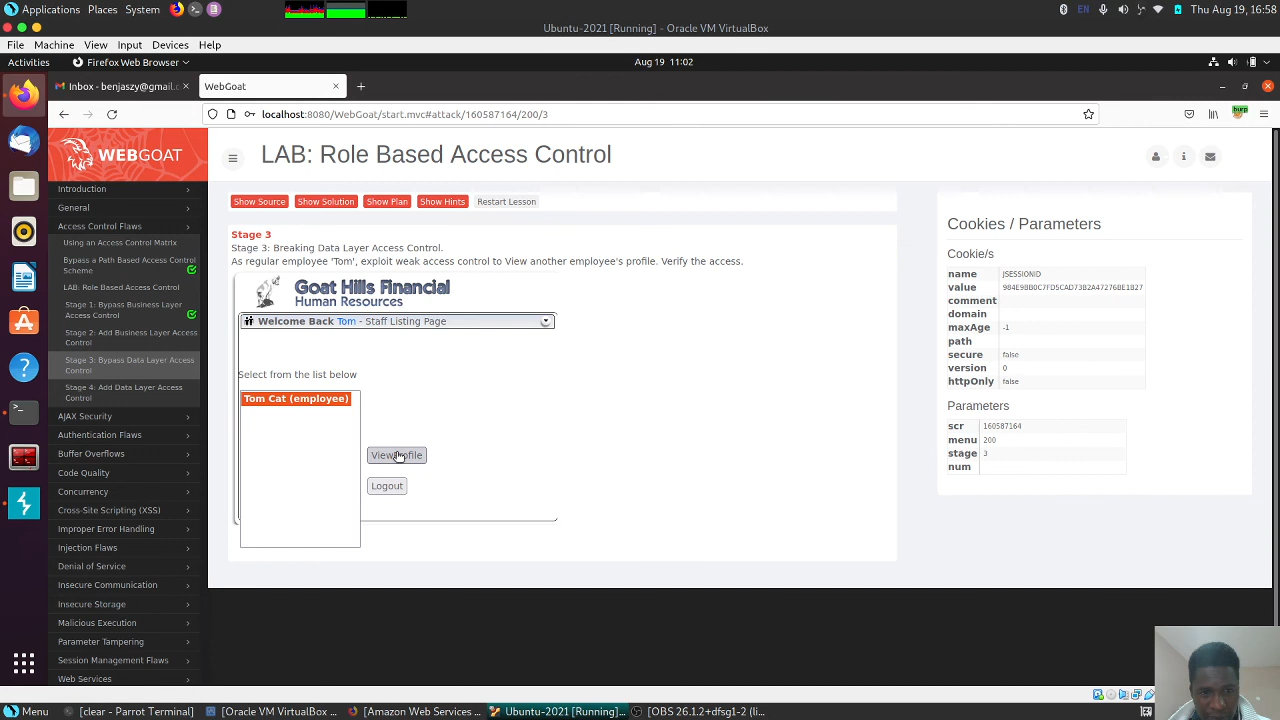 Applications Places System EN Thu Aug 19, 16:58
Ubuntu-2021 [Running] - Oracle VM VirtualBox
File Machine View Input Devices Help
Activities Firefox Web Browser Aug 19 11:02
Inbox - benjaszy@gmail.c WebGoat
localhost:8080/WebGoat/start.mvc#attack/160587164/200/3 burp
WEBGOAT
Introduction
General
Access Control Flaws
Using an Access Control Matrix
Bypass a Path Based Access Control
Scheme
LAB: Role Based Access Control
Stage 1: Bypass Business Layer
Access Control
Stage 2: Add Business Layer Access
Control
Stage 3: Bypass Data Layer Access
Control
Stage 4: Add Data Layer Access
Control
AJAX Security
Authentication Flaws
Buffer Overflows
Code Quality
Concurrency
Cross-Site Scripting (XSS)
Improper Error Handling
Injection Flaws
Denial of Service
Insecure Communication
Insecure Storage
Malicious Execution
Parameter Tampering
Session Management Flaws
Web Services
LAB: Role Based Access Control
Show Source Show Solution Show Plan Show Hints Restart Lesson
Stage 3
Stage 3: Breaking Data Layer Access Control.
As regular employee 'Tom', exploit weak access control to View another employee's profile. Verify the access.
Goat Hills Financial
Human Resources
Welcome Back Tom - Staff Listing Page
Select from the list below
Tom Cat (employee)
ViewProfile
Logout
Cookies / Parameters
Cookie/s
name JSESSIONID
value 984E9B0C7FD5CAD73B2A47276BE1B27
comment
domain
maxAge -1
path
secure false
version 0
httpOnly false
Parameters
scr 160587164
menu 200
stage 3
num
Menu [clear - Parrot Terminal] [Oracle VM VirtualBox ... [Amazon Web Services ... Ubuntu-2021 [Running]... [OBS 26.1.2+dfsg1-2 (li...